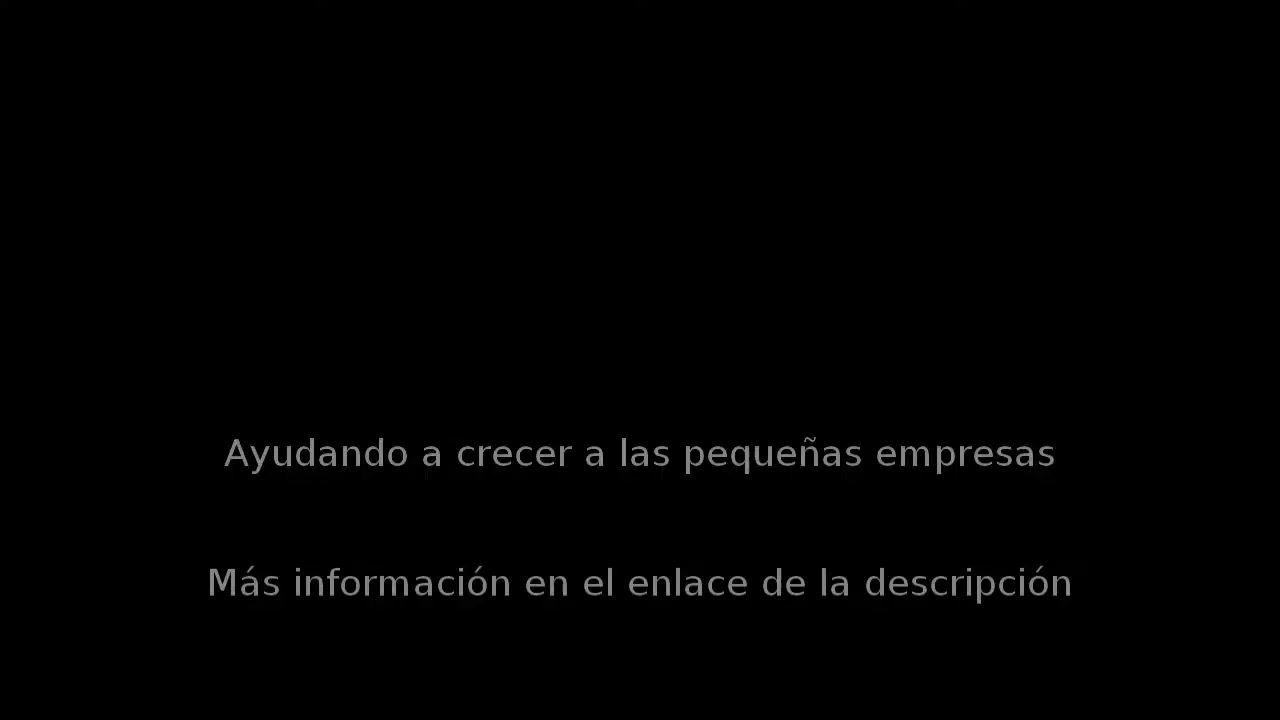 Ayudando a crecer a las pequeñas empresas
Más información en el enlace de la descripción